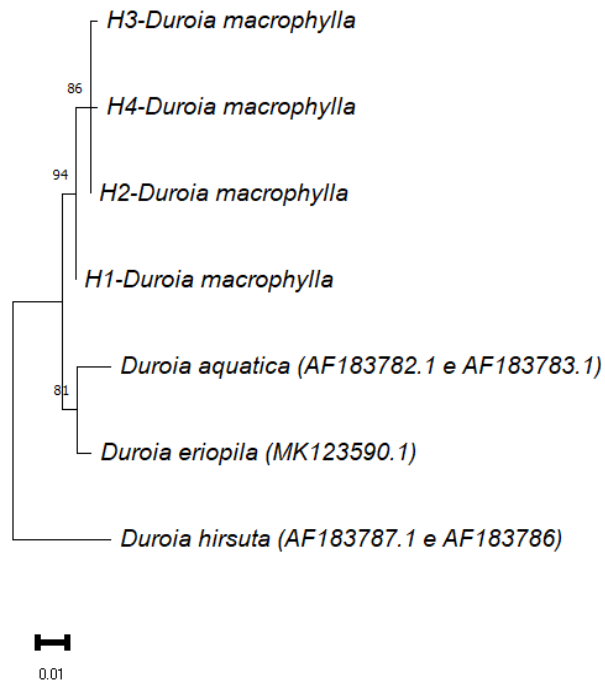 H3-Duroia macrophylla
86
H4-Duroia macrophylla
94
H2-Duroia macrophylla
H1-Duroia macrophylla
Duroia aquatica (AF183782.1 e AF183783.1)
81
Duroia eriopila (MK123590.1)
Duroia hirsuta (AF183787.1 e AF183786)
0.01